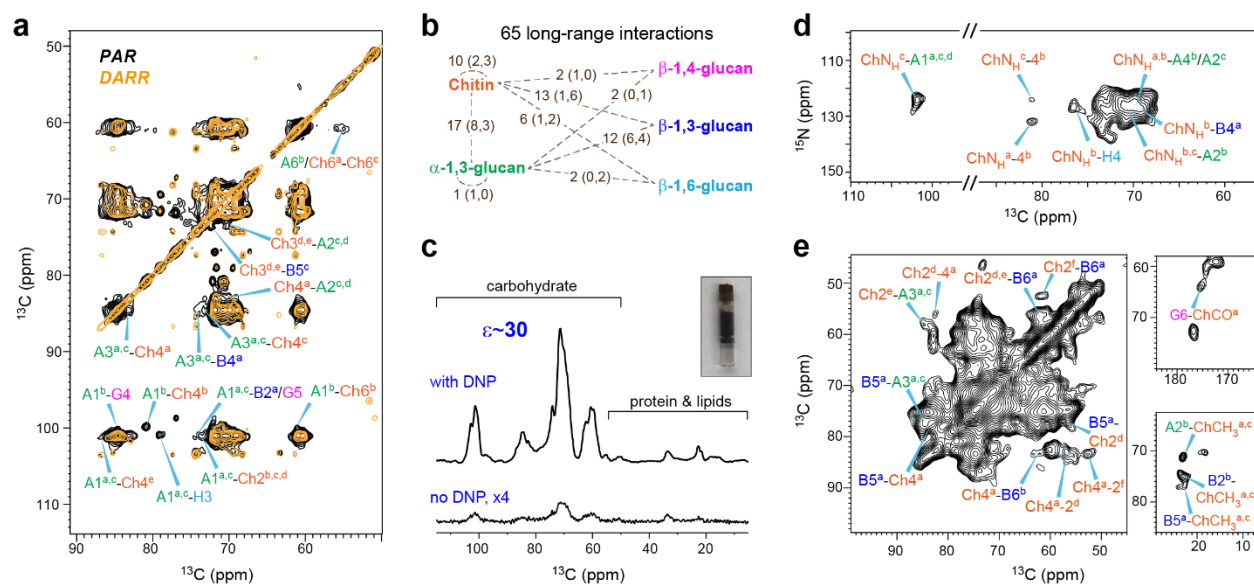 a
PAR
DARR
50
60
70
80
90
100
110
¹³C (ppm)
A6ᵇ/Ch6ᵃ-Ch6ᶜ
Ch3ᵈ,ᵉ-A2ᶜ,ᵈ
Ch3ᵈ,ᵉ-B5ᶜ
Ch4ᵃ-A2ᶜ,ᵈ
A3ᵃ,ᶜ-Ch4ᵃ
A3ᵃ,ᶜ-Ch4ᶜ
A3ᵃ,ᶜ-B4ᵃ
A1ᵇ-G4
A1ᵇ-Ch4ᵇ
A1ᵃ,ᶜ-B2ᵃ/G5
A1ᵇ-Ch6ᵇ
A1ᵃ,ᶜ-Ch4ᵉ
A1ᵃ,ᶜ-H3
A1ᵃ,ᶜ-Ch2ᵇ,ᶜ,ᵈ
90 80 70 60
¹³C (ppm)
b
65 long-range interactions
10 (2,3)
Chitin
2 (1,0)
β-1,4-glucan
13 (1,6)
2 (0,1)
6 (1,2)
17 (8,3)
β-1,3-glucan
12 (6,4)
α-1,3-glucan
2 (0,2)
β-1,6-glucan
1 (1,0)
c
carbohydrate
ε~30
with DNP
protein & lipids
no DNP, x4
100 80 60 40 20
¹³C (ppm)
d
110
130
150
¹⁵N (ppm)
ChN_Hᶜ-A1ᵃ,ᶜ,ᵈ
ChN_Hᶜ-4ᵇ
ChN_Hᵃ,ᵇ-A4ᵇ/A2ᶜ
ChN_Hᵇ-B4ᵃ
ChN_Hᵃ-4ᵇ
ChN_Hᵇ-H4
ChN_Hᵇ,ᶜ-A2ᵇ
100 80 70 60
¹³C (ppm)
e
50
60
70
80
90
¹³C (ppm)
Ch2ᵈ-4ᵃ
Ch2ᵉ-A3ᵃ,ᶜ
Ch2ᵈ,ᵉ-B6ᵃ
Ch2ᶠ-B6ᵃ
B5ᵃ-A3ᵃ,ᶜ
B5ᵃ-Ch2ᵈ
B5ᵃ-Ch4ᵃ
Ch4ᵃ-B6ᵇ
Ch4ᵃ-2ᵈ
Ch4ᵃ-2ᶠ
90 80 70 60 50
¹³C (ppm)
60
70
G6-ChCOᵃ
180 170
70
80
A2ᵇ-ChCH₃ᵃ,ᶜ
B2ᵇ-
ChCH₃ᵃ,ᶜ
B5ᵃ-ChCH₃ᵃ,ᶜ
20 10